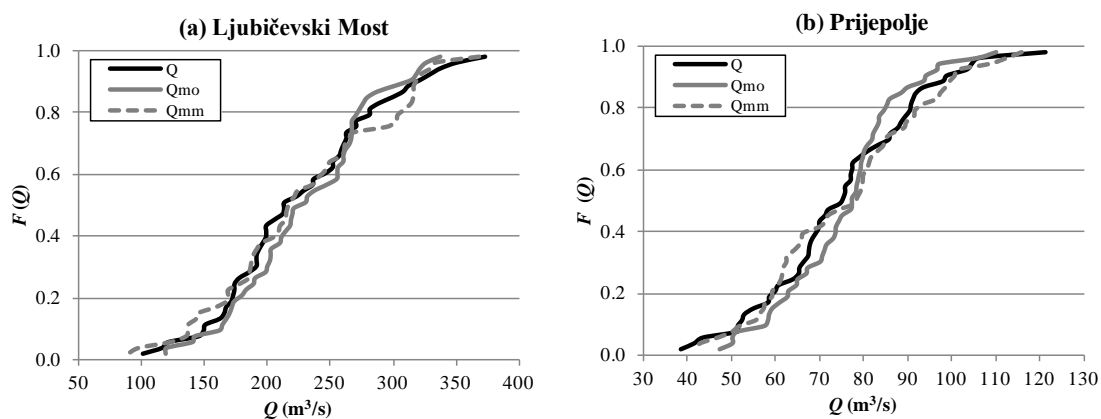 (a) Ljubičevski Most
1.0
0.8
0.6
0.4
0.2
0.0
F (Q)
Q
Qmo
Qmm
50 100 150 200 250 300 350 400
Q (m³/s)
(b) Prijepolje
1.0
0.8
0.6
0.4
0.2
0.0
F (Q)
Q
Qmo
Qmm
30 40 50 60 70 80 90 100 110 120 130
Q (m³/s)